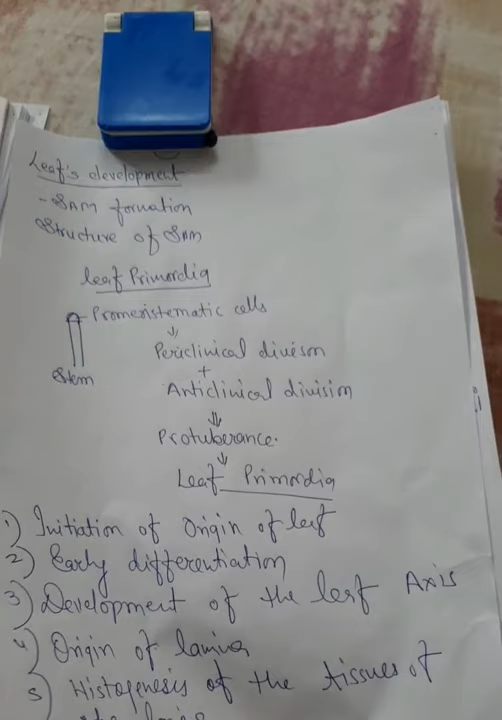 Leaf's development
- SAM formation
Structure of SAM
leaf Primordia
Promeristematic cells
Stem
Periclinical divison
+
Anticlinical division
Protuberance.
Leaf Primordia
1) Initiation of Origin of leaf
2) Early differentiation
3) Development of the leaf Axis
4) Origin of lamina
5) Histogenesis of the tissues of